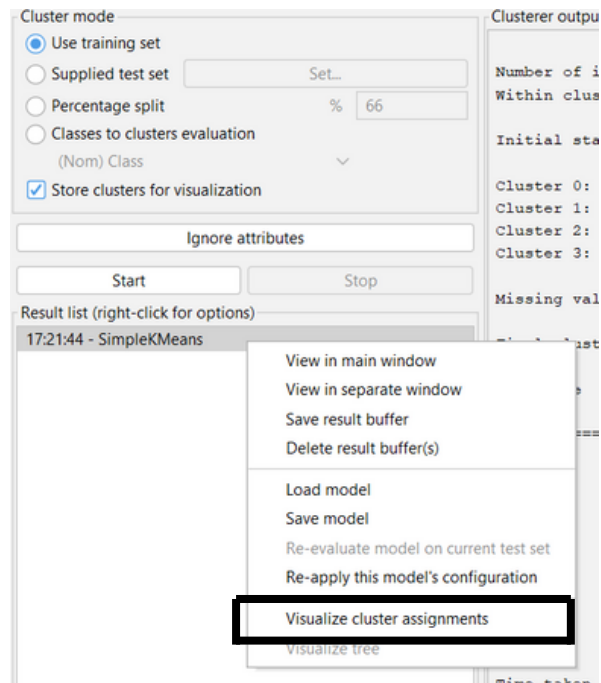 Cluster mode
Use training set
Supplied test set Set...
Percentage split % 66
Classes to clusters evaluation
(Nom) Class
Store clusters for visualization
Ignore attributes
Start Stop
Result list (right-click for options)
17:21:44 - SimpleKMeans
View in main window
View in separate window
Save result buffer
Delete result buffer(s)
Load model
Save model
Re-evaluate model on current test set
Re-apply this model's configuration
Visualize cluster assignments
Visualize tree
Clusterer outpu
Number of i
Within clus
Initial sta
Cluster 0:
Cluster 1:
Cluster 2:
Cluster 3:
Missing val
ust
==
Time taken